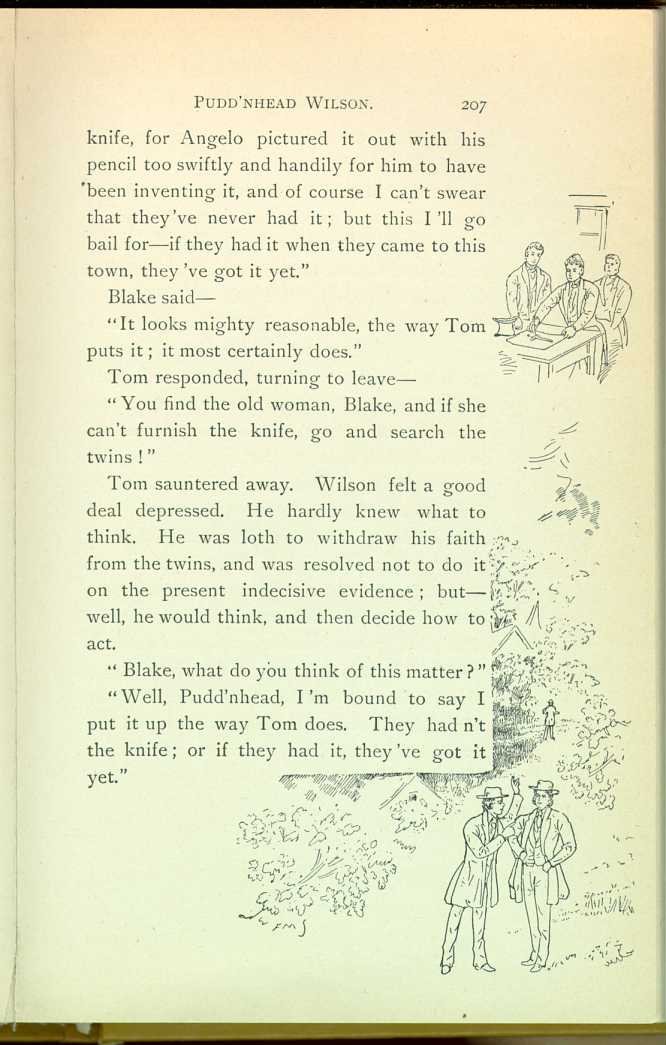 PUDD'NHEAD WILSON. 207
knife, for Angelo pictured it out with his
pencil too swiftly and handily for him to have
been inventing it, and of course I can't swear
that they've never had it; but this I'll go
bail for—if they had it when they came to this
town, they've got it yet."
Blake said—
"It looks mighty reasonable, the way Tom
puts it; it most certainly does."
Tom responded, turning to leave—
"You find the old woman, Blake, and if she
can't furnish the knife, go and search the
twins!"
Tom sauntered away. Wilson felt a good
deal depressed. He hardly knew what to
think. He was loth to withdraw his faith
from the twins, and was resolved not to do it
on the present indecisive evidence; but—
well, he would think, and then decide how to
act.
"Blake, what do you think of this matter?"
"Well, Pudd'nhead, I'm bound to say I
put it up the way Tom does. They hadn't
the knife; or if they had it, they've got it
yet."